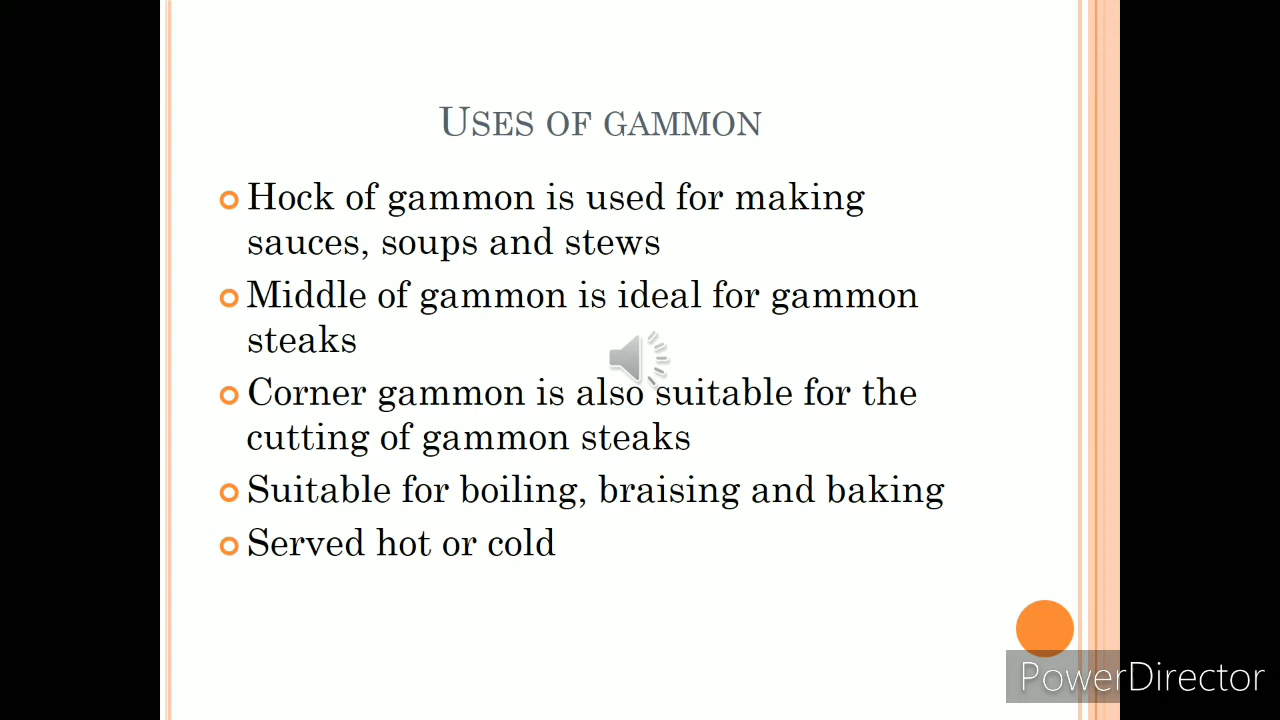 USES OF GAMMON
Hock of gammon is used for making
sauces, soups and stews
Middle of gammon is ideal for gammon
steaks
Corner gammon is also suitable for the
cutting of gammon steaks
Suitable for boiling, braising and baking
Served hot or cold
PowerDirector